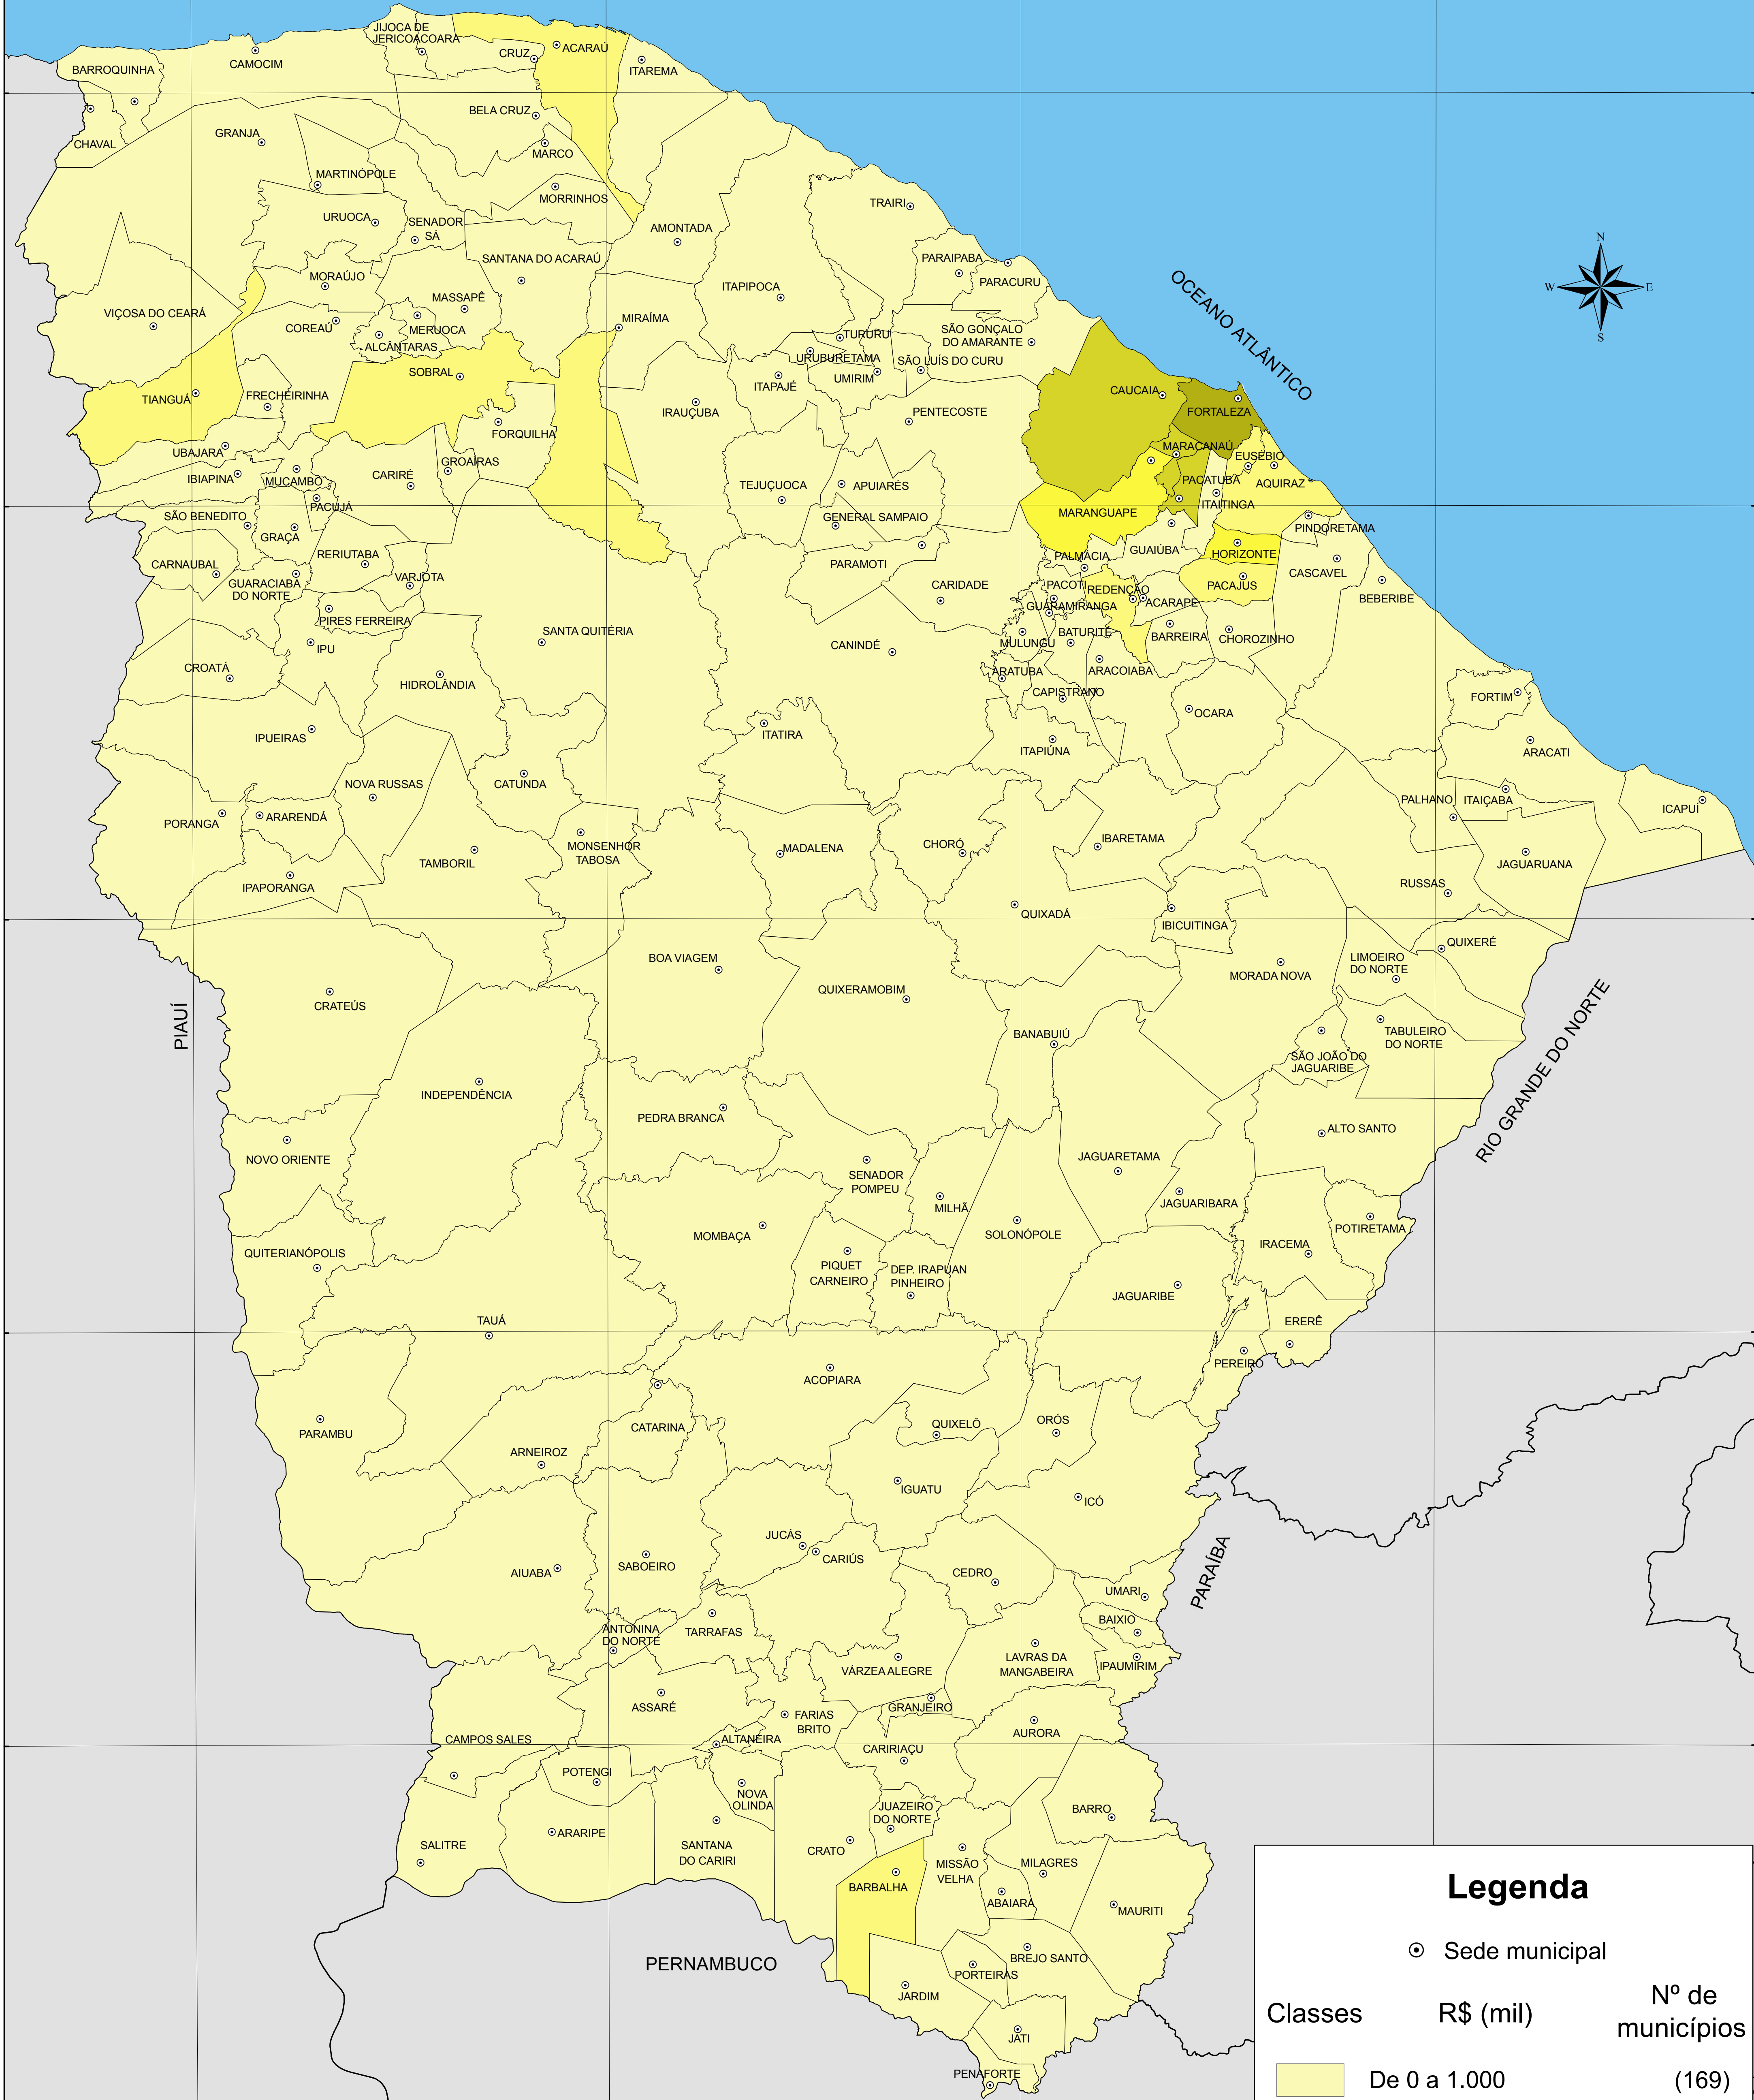 JIJOCA DE
JERICOACOARA
ACARAÚ
CRUZ
CAMOCIM
BARROQUINHA
ITAREMA
BELA CRUZ
GRANJA
CHAVAL
MARCO
MARTINÓPOLE
MORRINHOS
TRAIRI
URUOCA
SENADOR
SÁ
AMONTADA
N
W
E
S
SANTANA DO ACARAÚ
PARAIPABA
MORAÚJO
PARACURU
ITAPIPOCA
OCEANO ATLÂNTICO
MASSAPÊ
VIÇOSA DO CEARÁ
MIRAÍMA
COREAÚ
MERUOCA
SÃO GONÇALO
DO AMARANTE
TURURU
ALCÂNTARAS
URUBURETAMA
SÃO LUÍS DO CURU
SOBRAL
UMIRIM
ITAPAJÉ
CAUCAIA
FRECHEIRINHA
TIANGUÁ
IRAUÇUBA
PENTECOSTE
FORTALEZA
FORQUILHA
MARACANAÚ
UBAJARA
EUSÉBIO
GROAÍRAS
CARIRÉ
IBIAPINA
MUCAMBO
PACATUBA
AQUIRAZ
TEJUÇUOCA
APUIARÉS
PACUJÁ
ITAITINGA
MARANGUAPE
SÃO BENEDITO
GENERAL SAMPAIO
PINDORETAMA
GRAÇA
RERIUTABA
GUAIÚBA
HORIZONTE
PALMÁCIA
CARNAUBAL
PARAMOTI
CASCAVEL
VARJOTA
GUARACIABA
DO NORTE
CARIDADE
PACOTI
REDENÇÃO
PACAJUS
BEBERIBE
ACARAPE
GUARAMIRANGA
PIRES FERREIRA
SANTA QUITÉRIA
BATURITÉ
BARREIRA
CHOROZINHO
MULUNGU
CANINDÉ
IPU
CROATÁ
ARATUBA
ARACOIABA
HIDROLÂNDIA
CAPISTRANO
FORTIM
OCARA
ITATIRA
IPUEIRAS
ITAPIÚNA
ARACATI
NOVA RUSSAS
CATUNDA
PALHANO
ITAIÇABA
ICAPUÍ
PORANGA
ARARENDÁ
IBARETAMA
CHORÓ
MADALENA
MONSENHOR
TABOSA
TAMBORIL
JAGUARUANA
IPAPORANGA
RUSSAS
QUIXADÁ
IBICUITINGA
QUIXERÉ
BOA VIAGEM
LIMOEIRO
DO NORTE
MORADA NOVA
QUIXERAMOBIM
CRATEÚS
PIAUÍ
BANABUIÚ
TABULEIRO
DO NORTE
RIO GRANDE DO NORTE
SÃO JOÃO DO
JAGUARIBE
INDEPENDÊNCIA
PEDRA BRANCA
ALTO SANTO
NOVO ORIENTE
JAGUARETAMA
SENADOR
POMPEU
JAGUARIBARA
MILHÃ
POTIRETAMA
SOLONÓPOLE
MOMBAÇA
IRACEMA
QUITERIANÓPOLIS
PIQUET
CARNEIRO
DEP. IRAPUAN
PINHEIRO
JAGUARIBE
TAUÁ
ERERÊ
PEREIRO
ACOPIARA
QUIXELÔ
ORÓS
CATARINA
PARAMBU
ARNEIROZ
IGUATU
ICÓ
JUCÁS
CARIÚS
SABOEIRO
AIUABA
CEDRO
PARAÍBA
UMARI
BAIXIO
ANTONINA
DO NORTE
TARRAFAS
LAVRAS DA
MANGABEIRA
IPAUMIRIM
VÁRZEA ALEGRE
ASSARÉ
GRANJEIRO
FARIAS
BRITO
AURORA
CAMPOS SALES
ALTANEIRA
CARIRIAÇU
POTENGI
NOVA
OLINDA
JUAZEIRO
DO NORTE
BARRO
ARARIPE
SALITRE
SANTANA
DO CARIRI
CRATO
MISSÃO
VELHA
MILAGRES
BARBALHA
ABAIARA
MAURITI
PERNAMBUCO
BREJO SANTO
PORTEIRAS
JARDIM
JATI
PENAFORTE
Legenda
Sede municipal
Classes R$ (mil) Nº de
municípios
De 0 a 1.000 (169)